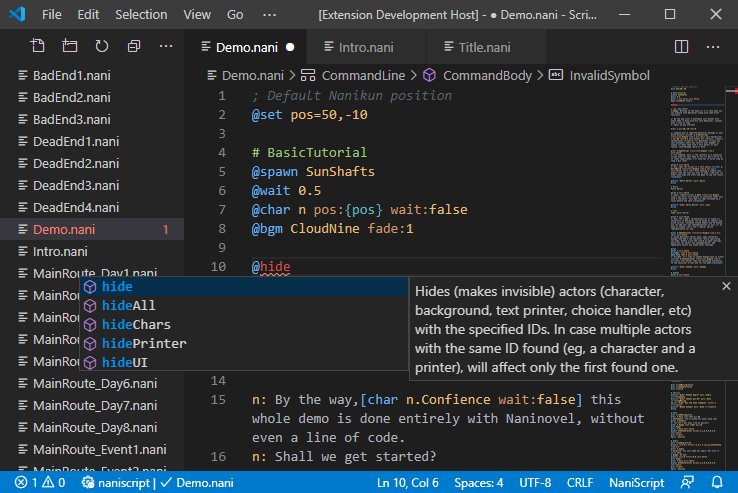 File Edit Selection View Go ··· [Extension Development Host] - ● Demo.nani - Scri...
Demo.nani ● Intro.nani Title.nani ···
Demo.nani > CommandLine > CommandBody > InvalidSymbol
BadEnd1.nani
BadEnd2.nani
BadEnd3.nani
DeadEnd1.nani
DeadEnd2.nani
DeadEnd3.nani
DeadEnd4.nani
Demo.nani 1
Intro.nani
MainRoute_Day1.nani
MainRoute_Day6.nani
MainRoute_Day7.nani
MainRoute_Day8.nani
MainRoute_Event1.nani
MainRoute_Event2.nani
1 ; Default Nanikun position
2 @set pos=50,-10
3
4 # BasicTutorial
5 @spawn SunShafts
6 @wait 0.5
7 @char n pos:{pos} wait:false
8 @bgm CloudNine fade:1
9
10 @hide
hide
hideAll
hideChars
hidePrinter
hideUI
Hides (makes invisible) actors (character,
background, text printer, choice handler, etc)
with the specified IDs. In case multiple actors
with the same ID found (eg, a character and a
printer), will affect only the first found one.
14
15 n: By the way,[char n.Confience wait:false] this
whole demo is done entirely with Naninovel, without
even a line of code.
16 n: Shall we get started?
1 0 naniscript | Demo.nani Ln 10, Col 6 Spaces: 4 UTF-8 CRLF NaniScript